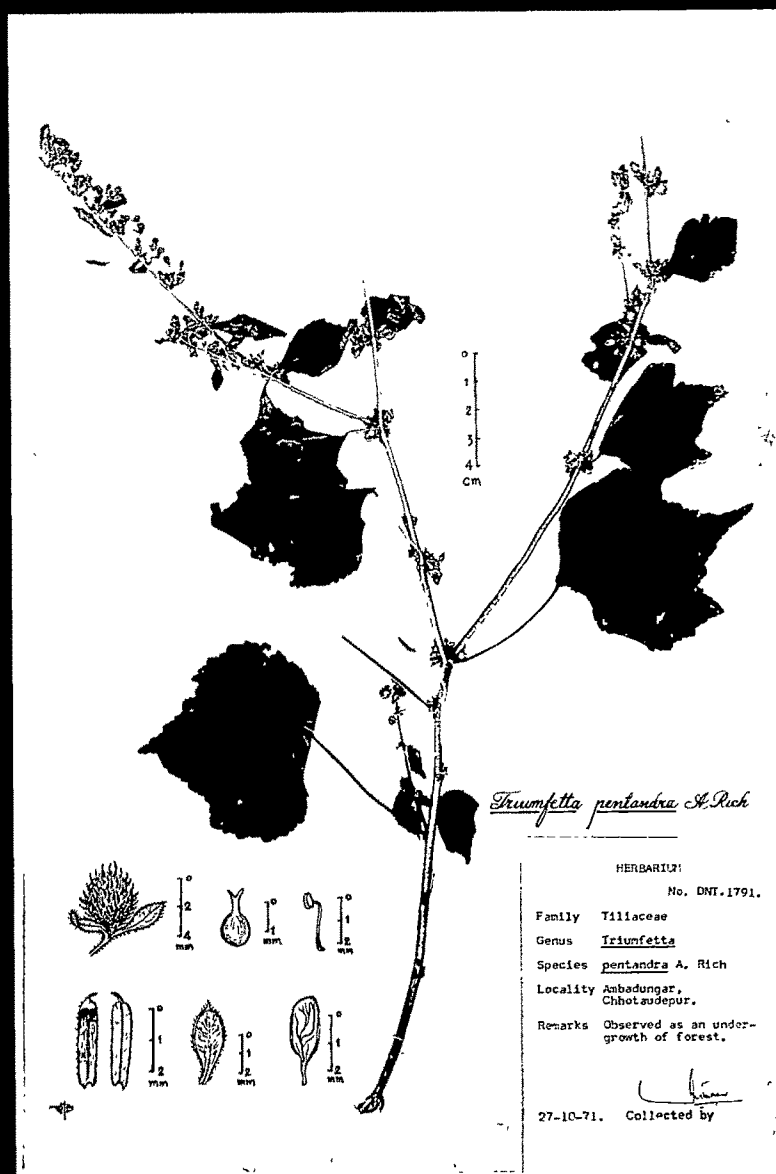 0
1
2
3
4
cm
Triumfetta pentandra A. Rich
HERBARIUM
No. DNT.1791.
Family Tiliaceae
Genus Triumfetta
Species pentandra A. Rich
Locality Ambadungar,
Chhotaudepur.
Remarks Observed as an under-
growth of forest.
27-10-71. Collected by
0
2
4
mm
0
1
mm
0
1
2
mm
0
1
2
mm
0
1
2
mm
0
1
2
mm